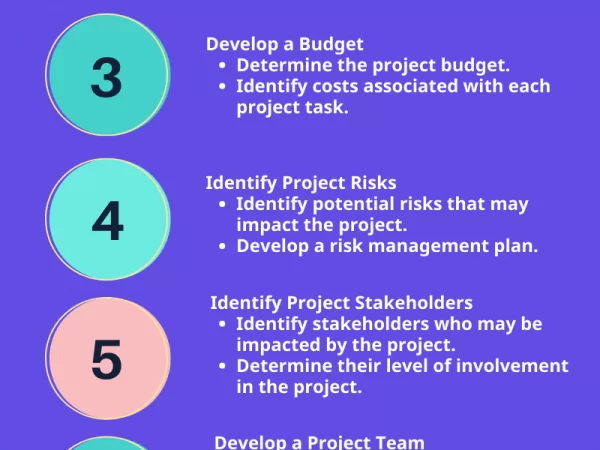 3
Develop a Budget
• Determine the project budget.
• Identify costs associated with each
project task.
4
Identify Project Risks
• Identify potential risks that may
impact the project.
• Develop a risk management plan.
5
Identify Project Stakeholders
• Identify stakeholders who may be
impacted by the project.
• Determine their level of involvement
in the project.
Develop a Project Team